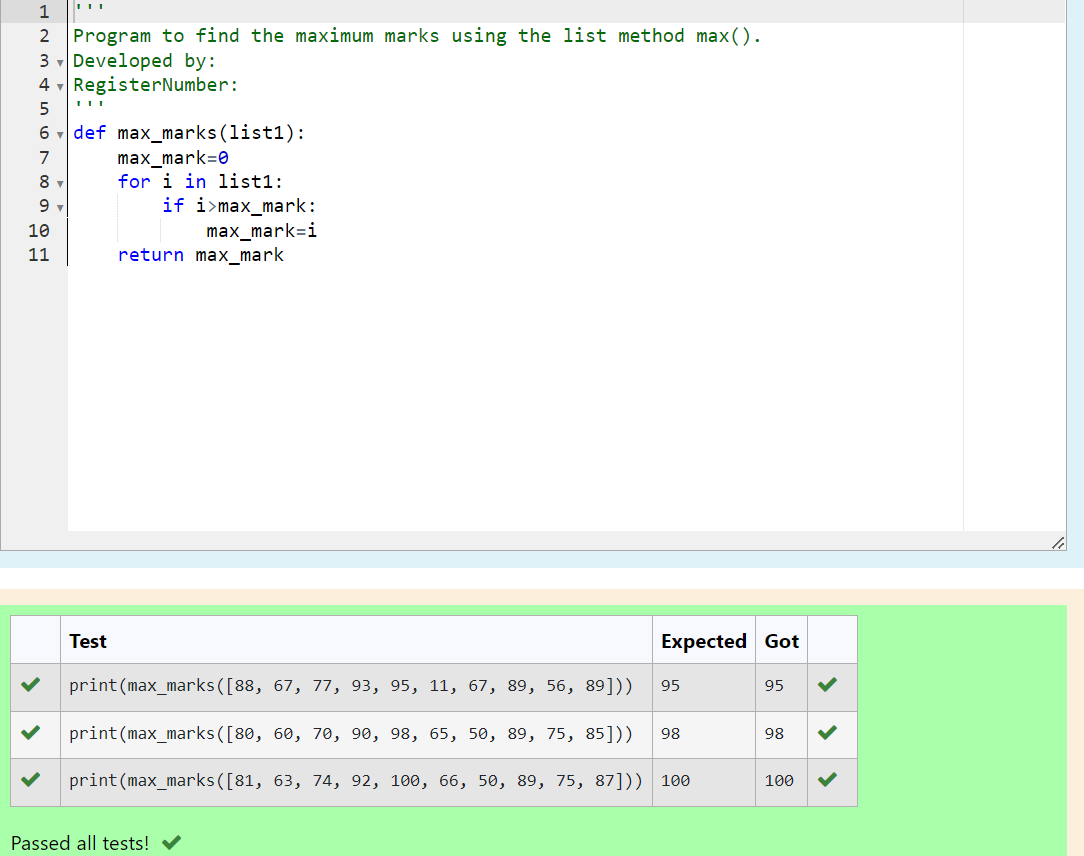 1 '''
2 Program to find the maximum marks using the list method max().
3 Developed by:
4 RegisterNumber:
5 '''
6 def max_marks(list1):
7     max_mark=0
8     for i in list1:
9         if i>max_mark:
10             max_mark=i
11     return max_mark
Test Expected Got
print(max_marks([88, 67, 77, 93, 95, 11, 67, 89, 56, 89])) 95 95
print(max_marks([80, 60, 70, 90, 98, 65, 50, 89, 75, 85])) 98 98
print(max_marks([81, 63, 74, 92, 100, 66, 50, 89, 75, 87])) 100 100
Passed all tests!